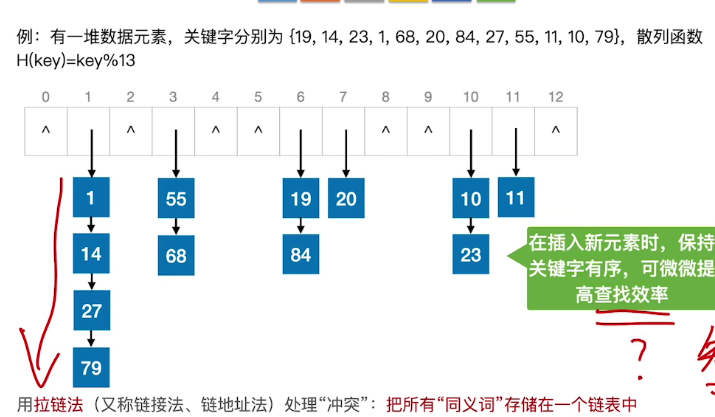 例：有一堆数据元素，关键字分别为 {19, 14, 23, 1, 68, 20, 84, 27, 55, 11, 10, 79}，散列函数
H(key)=key%13
0 1 2 3 4 5 6 7 8 9 10 11 12
^ ^ ^ ^ ^ ^ ^
1 55 19 20 10 11
14 68 84 23
27
79
在插入新元素时，保持
关键字有序，可微微提
高查找效率
?
用拉链法（又称链接法、链地址法）处理“冲突”：把所有“同义词”存储在一个链表中